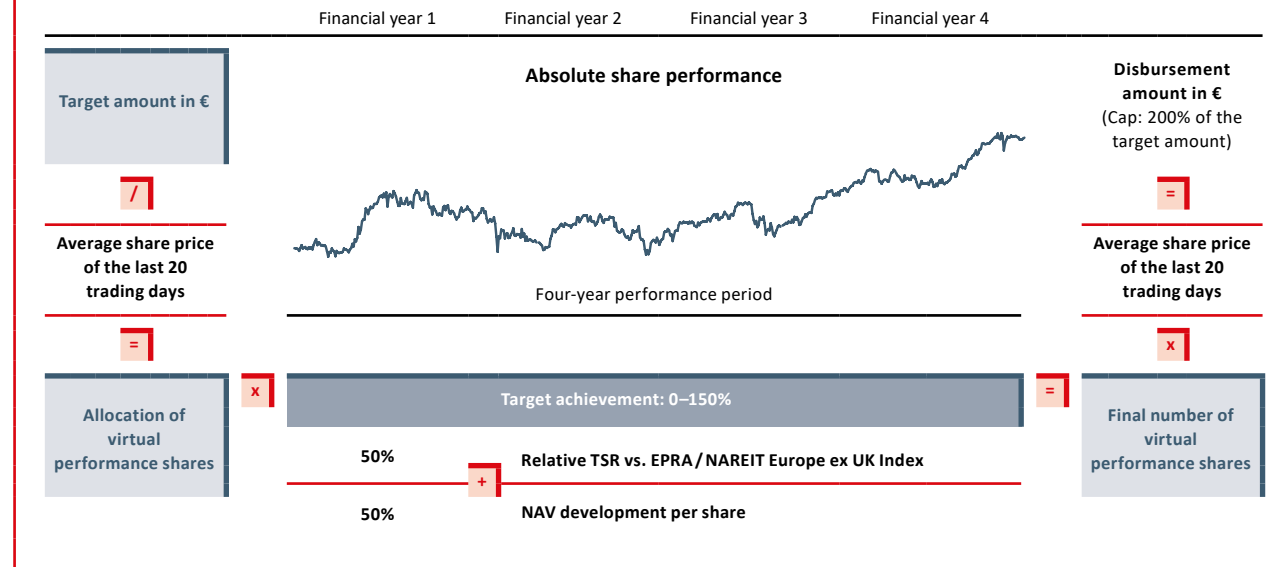 Financial year 1 Financial year 2 Financial year 3 Financial year 4
Target amount in €
/
Average share price
of the last 20
trading days
=
Allocation of
virtual
performance shares
x
Absolute share performance
Four-year performance period
Target achievement: 0–150%
50% Relative TSR vs. EPRA/NAREIT Europe ex UK Index
+
50% NAV development per share
=
Disbursement
amount in €
(Cap: 200% of the
target amount)
=
Average share price
of the last 20
trading days
x
Final number of
virtual
performance shares